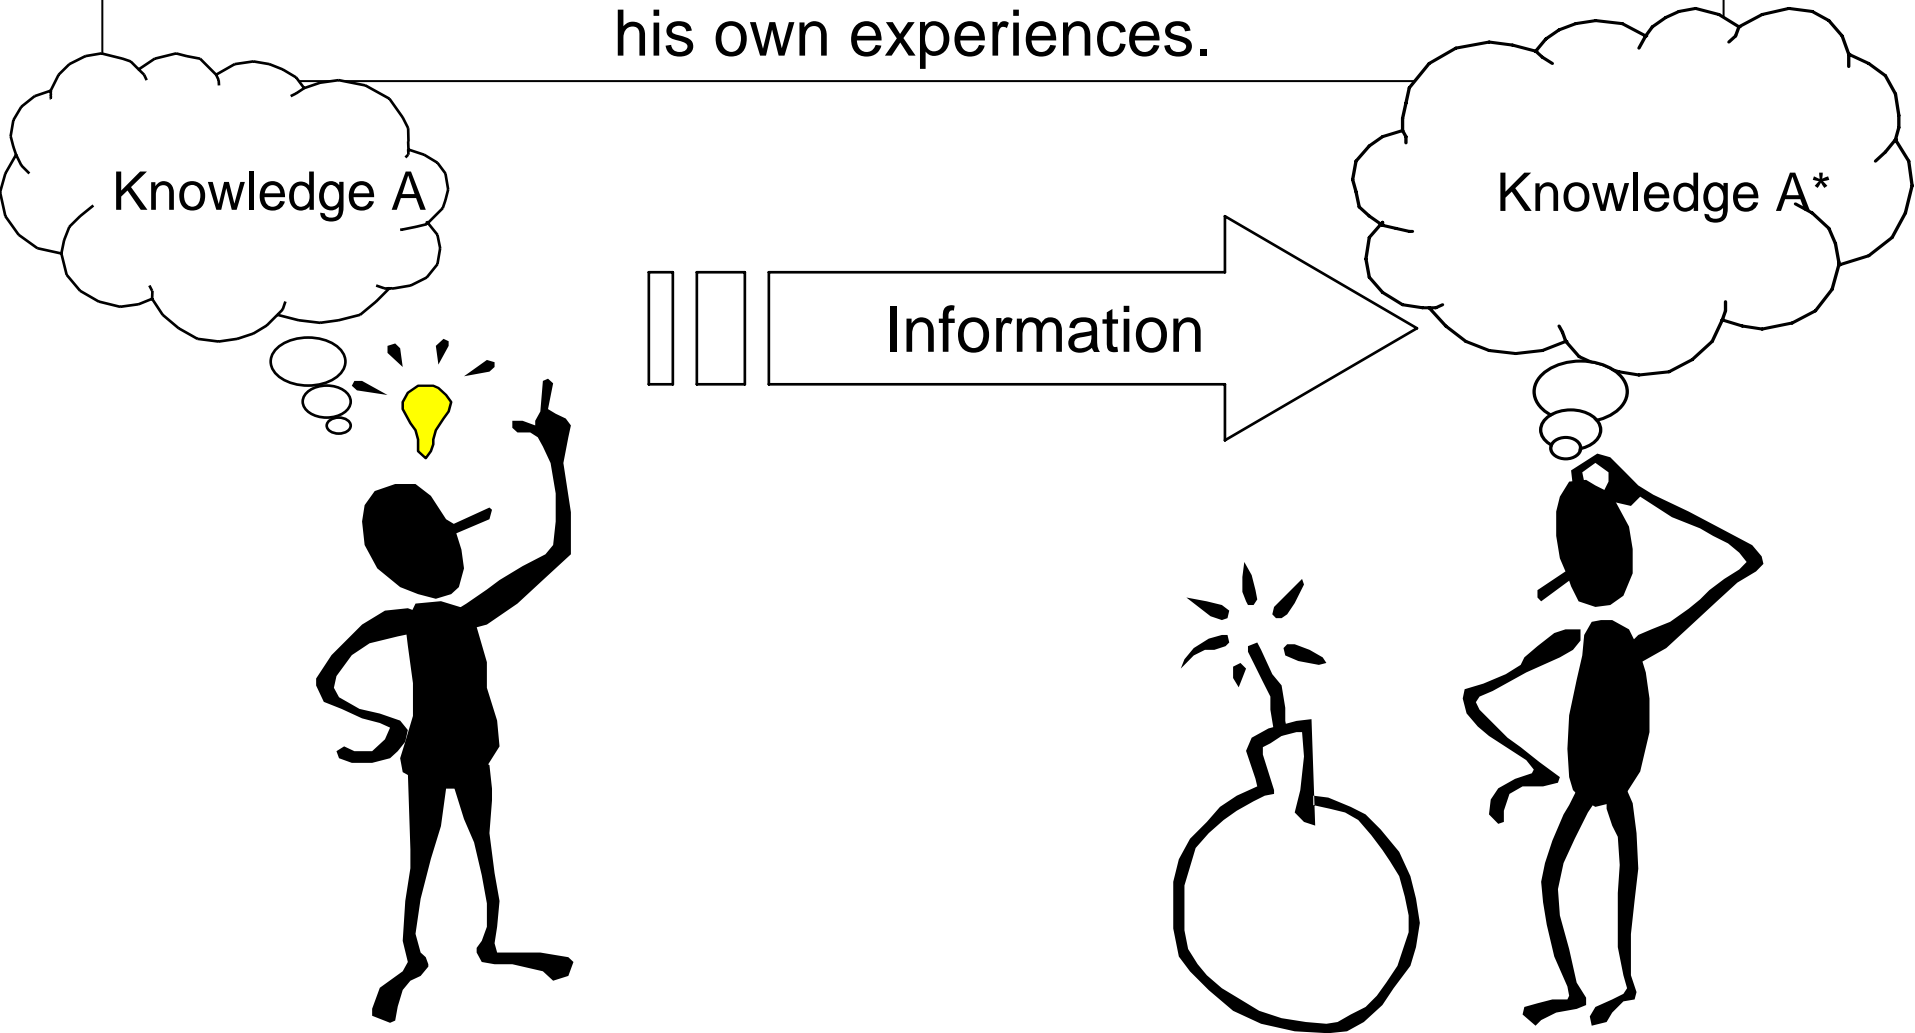 his own experiences.
Knowledge A
Knowledge A*
Information